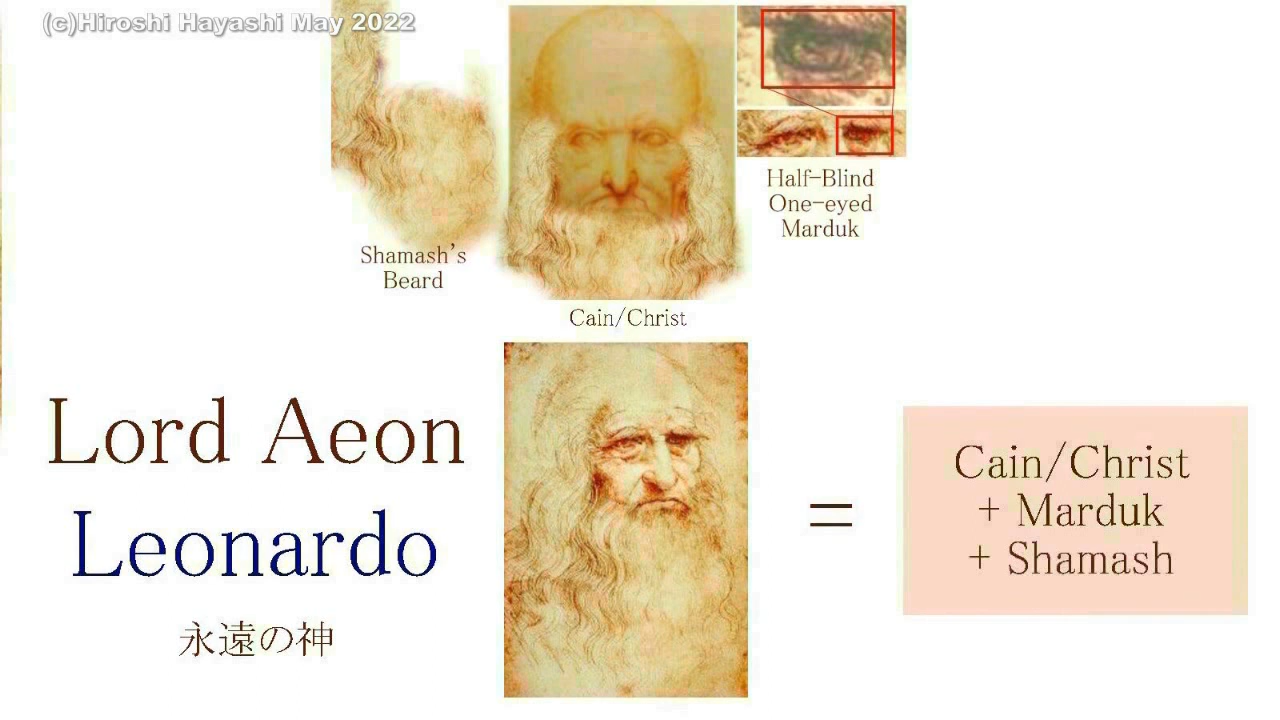 (c)Hiroshi Hayashi May 2022
Shamash's
Beard
Cain/Christ
Half-Blind
One-eyed
Marduk
Lord Aeon
Leonardo
永遠の神
=
Cain/Christ
+ Marduk
+ Shamash